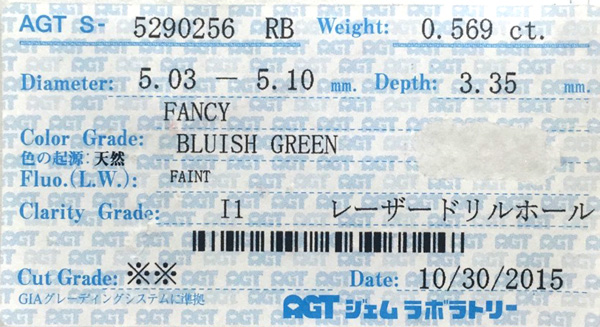 AGT S- 5290256 RB Weight: 0.569 ct.
Diameter: 5.03 — 5.10 mm. Depth: 3.35 mm.
FANCY
Color Grade: BLUISH GREEN
色の起源: 天然
Fluo.(L.W.): FAINT
Clarity Grade: I1 レーザードリルホール
Cut Grade: ※※ Date: 10/30/2015
GIAグレーディングシステムに準拠
AGT ジェム ラボラトリー